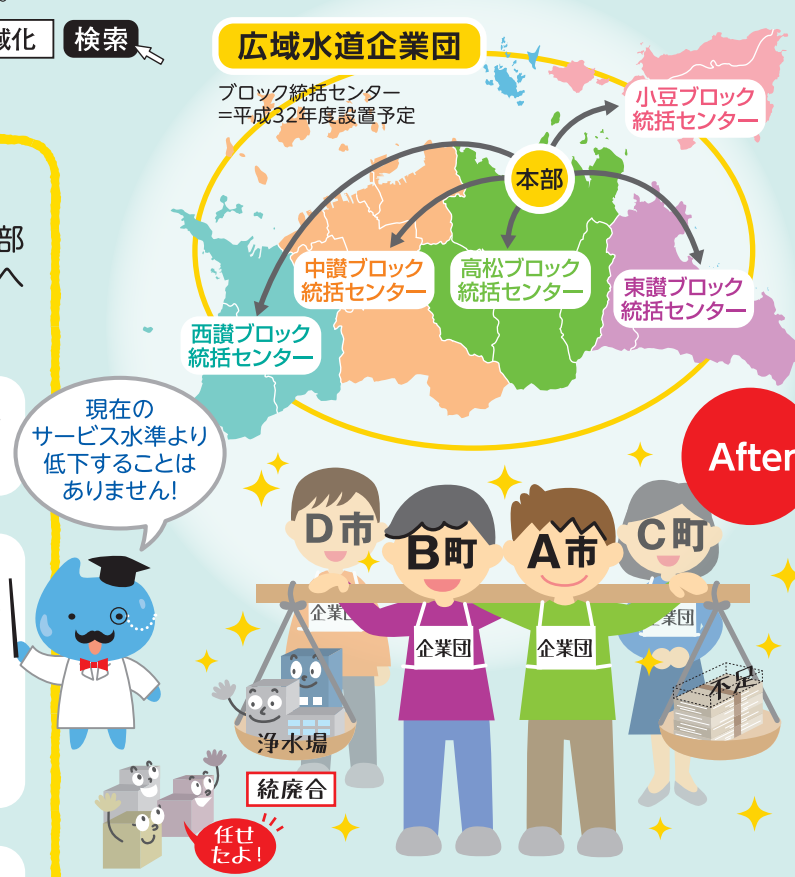 域化
検索
広域水道企業団
ブロック統括センター
=平成32年度設置予定
小豆ブロック
統括センター
本部
中讃ブロック
統括センター
高松ブロック
統括センター
東讃ブロック
統括センター
西讃ブロック
統括センター
部
へ
現在の
サービス水準より
低下することは
ありません!
After
D市
B町
A市
C町
企業団
企業団
企業団
業団
不足
浄水場
統廃合
任せ
たよ!